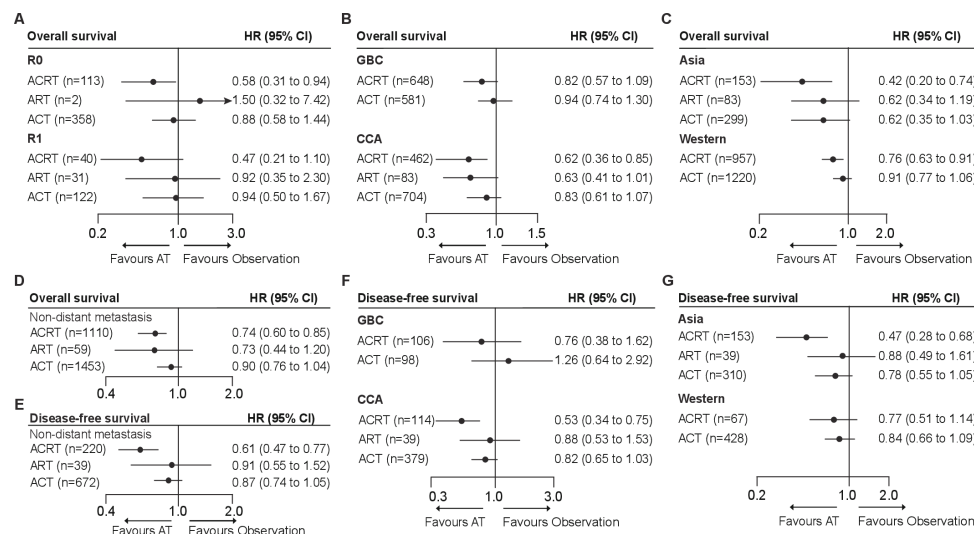 A
Overall survival HR (95% CI)
R0
ACRT (n=113) 0.58 (0.31 to 0.94)
ART (n=2) 1.50 (0.32 to 7.42)
ACT (n=358) 0.88 (0.58 to 1.44)
R1
ACRT (n=40) 0.47 (0.21 to 1.10)
ART (n=31) 0.92 (0.35 to 2.30)
ACT (n=122) 0.94 (0.50 to 1.67)
0.2 1.0 3.0
Favours AT Favours Observation
B
Overall survival HR (95% CI)
GBC
ACRT (n=648) 0.82 (0.57 to 1.09)
ACT (n=581) 0.94 (0.74 to 1.30)
CCA
ACRT (n=462) 0.62 (0.36 to 0.85)
ART (n=83) 0.63 (0.41 to 1.01)
ACT (n=704) 0.83 (0.61 to 1.07)
0.3 1.0 1.5
Favours AT Favours Observation
C
Overall survival HR (95% CI)
Asia
ACRT (n=153) 0.42 (0.20 to 0.74)
ART (n=83) 0.62 (0.34 to 1.19)
ACT (n=299) 0.62 (0.35 to 1.03)
Western
ACRT (n=957) 0.76 (0.63 to 0.91)
ACT (n=1220) 0.91 (0.77 to 1.06)
0.2 1.0 2.0
Favours AT Favours Observation
D
Overall survival HR (95% CI)
Non-distant metastasis
ACRT (n=1110) 0.74 (0.60 to 0.85)
ART (n=59) 0.73 (0.44 to 1.20)
ACT (n=1453) 0.90 (0.76 to 1.04)
0.4 1.0 2.0
E
Disease-free survival HR (95% CI)
Non-distant metastasis
ACRT (n=220) 0.61 (0.47 to 0.77)
ART (n=39) 0.91 (0.55 to 1.52)
ACT (n=672) 0.87 (0.74 to 1.05)
0.4 1.0 2.0
Favours AT Favours Observation
F
Disease-free survival HR (95% CI)
GBC
ACRT (n=106) 0.76 (0.38 to 1.62)
ACT (n=98) 1.26 (0.64 to 2.92)
CCA
ACRT (n=114) 0.53 (0.34 to 0.75)
ART (n=39) 0.88 (0.53 to 1.53)
ACT (n=379) 0.82 (0.65 to 1.03)
0.3 1.0 3.0
Favours AT Favours Observation
G
Disease-free survival HR (95% CI)
Asia
ACRT (n=153) 0.47 (0.28 to 0.68)
ART (n=39) 0.88 (0.49 to 1.61)
ACT (n=310) 0.78 (0.55 to 1.05)
Western
ACRT (n=67) 0.77 (0.51 to 1.14)
ACT (n=428) 0.84 (0.66 to 1.09)
0.2 1.0 2.0
Favours AT Favours Observation